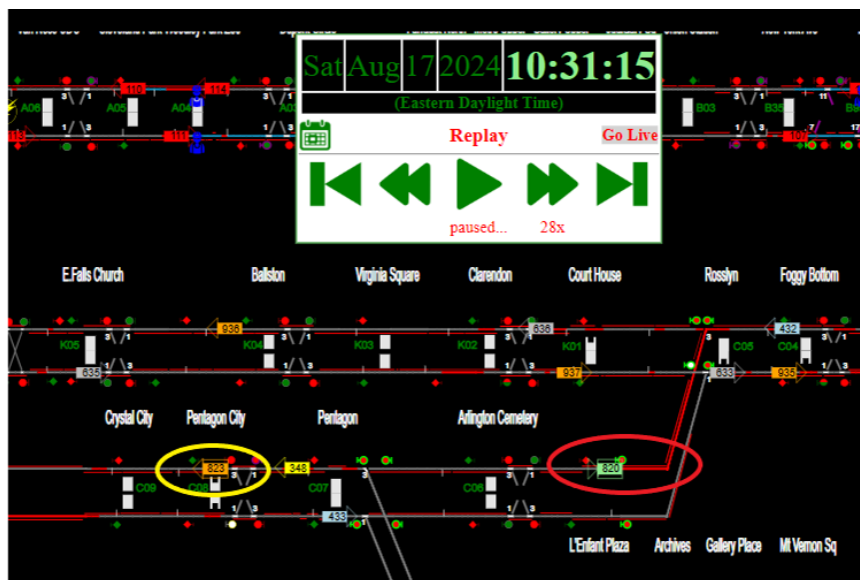 Sat Aug 17 2024 10:31:15
(Eastern Daylight Time)
Replay Go Live
paused... 28x
110 114
A06 A05 A04 B03 B35
111 107
E.Falls Church Ballston Virginia Square Clarendon Court House Rosslyn Foggy Bottom
936 636 432
K05 K04 K03 K02 K01 C05 C04
635 937 633 935
Crystal City Pentagon City Pentagon Arlington Cemetery
823 348 820
C09 C08 C07 C06
433
L'Enfant Plaza Archives Gallery Place Mt Vernon Sq